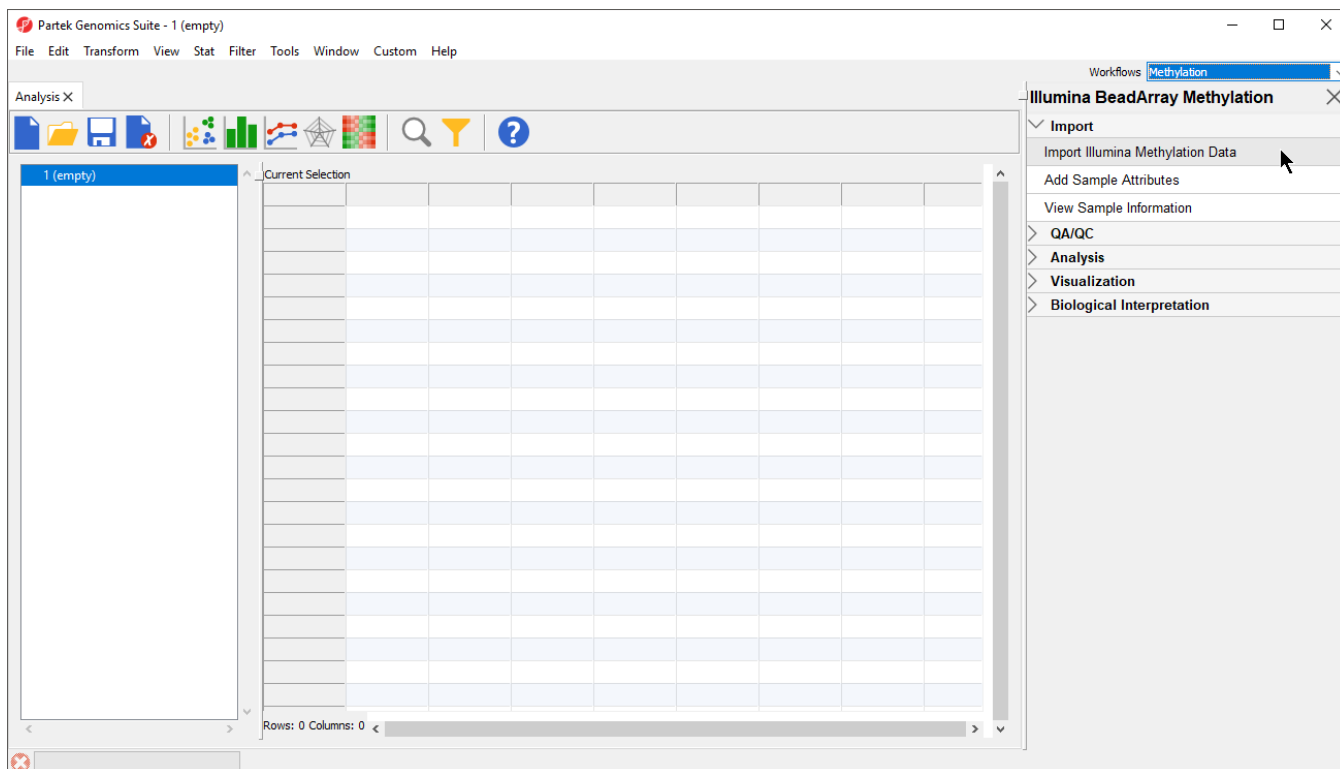 Partek Genomics Suite - 1 (empty)
File Edit Transform View Stat Filter Tools Window Custom Help
Workflows Methylation
Analysis
Illumina BeadArray Methylation
Import
Import Illumina Methylation Data
Add Sample Attributes
View Sample Information
QA/QC
Analysis
Visualization
Biological Interpretation
1 (empty)
Current Selection
Rows: 0 Columns: 0